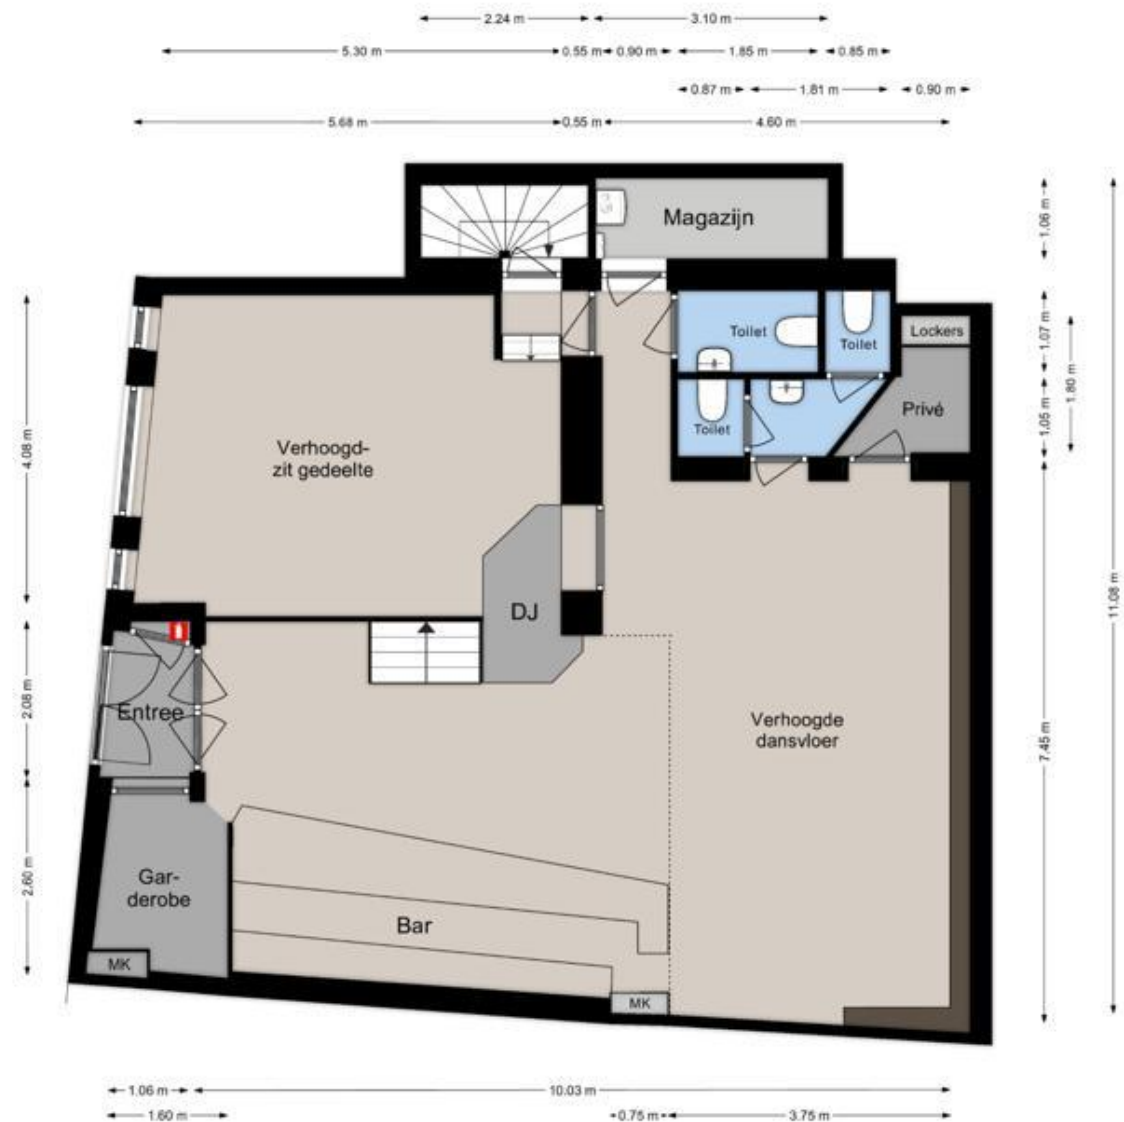 2.24 m 3.10 m
5.30 m 0.55 m 0.90 m 1.85 m 0.85 m
0.87 m 1.81 m 0.90 m
5.68 m 0.55 m 4.60 m
Magazijn
1.06 m
Toilet
Toilet
Lockers
1.07 m
Toilet
Privé
1.05 m
1.80 m
4.08 m
Verhoogd-
zit gedeelte
DJ
11.08 m
2.08 m
Entree
Verhoogde
dansvloer
7.45 m
2.60 m
Gar-
derobe
Bar
MK
MK
1.06 m 10.03 m
1.60 m 0.75 m 3.75 m